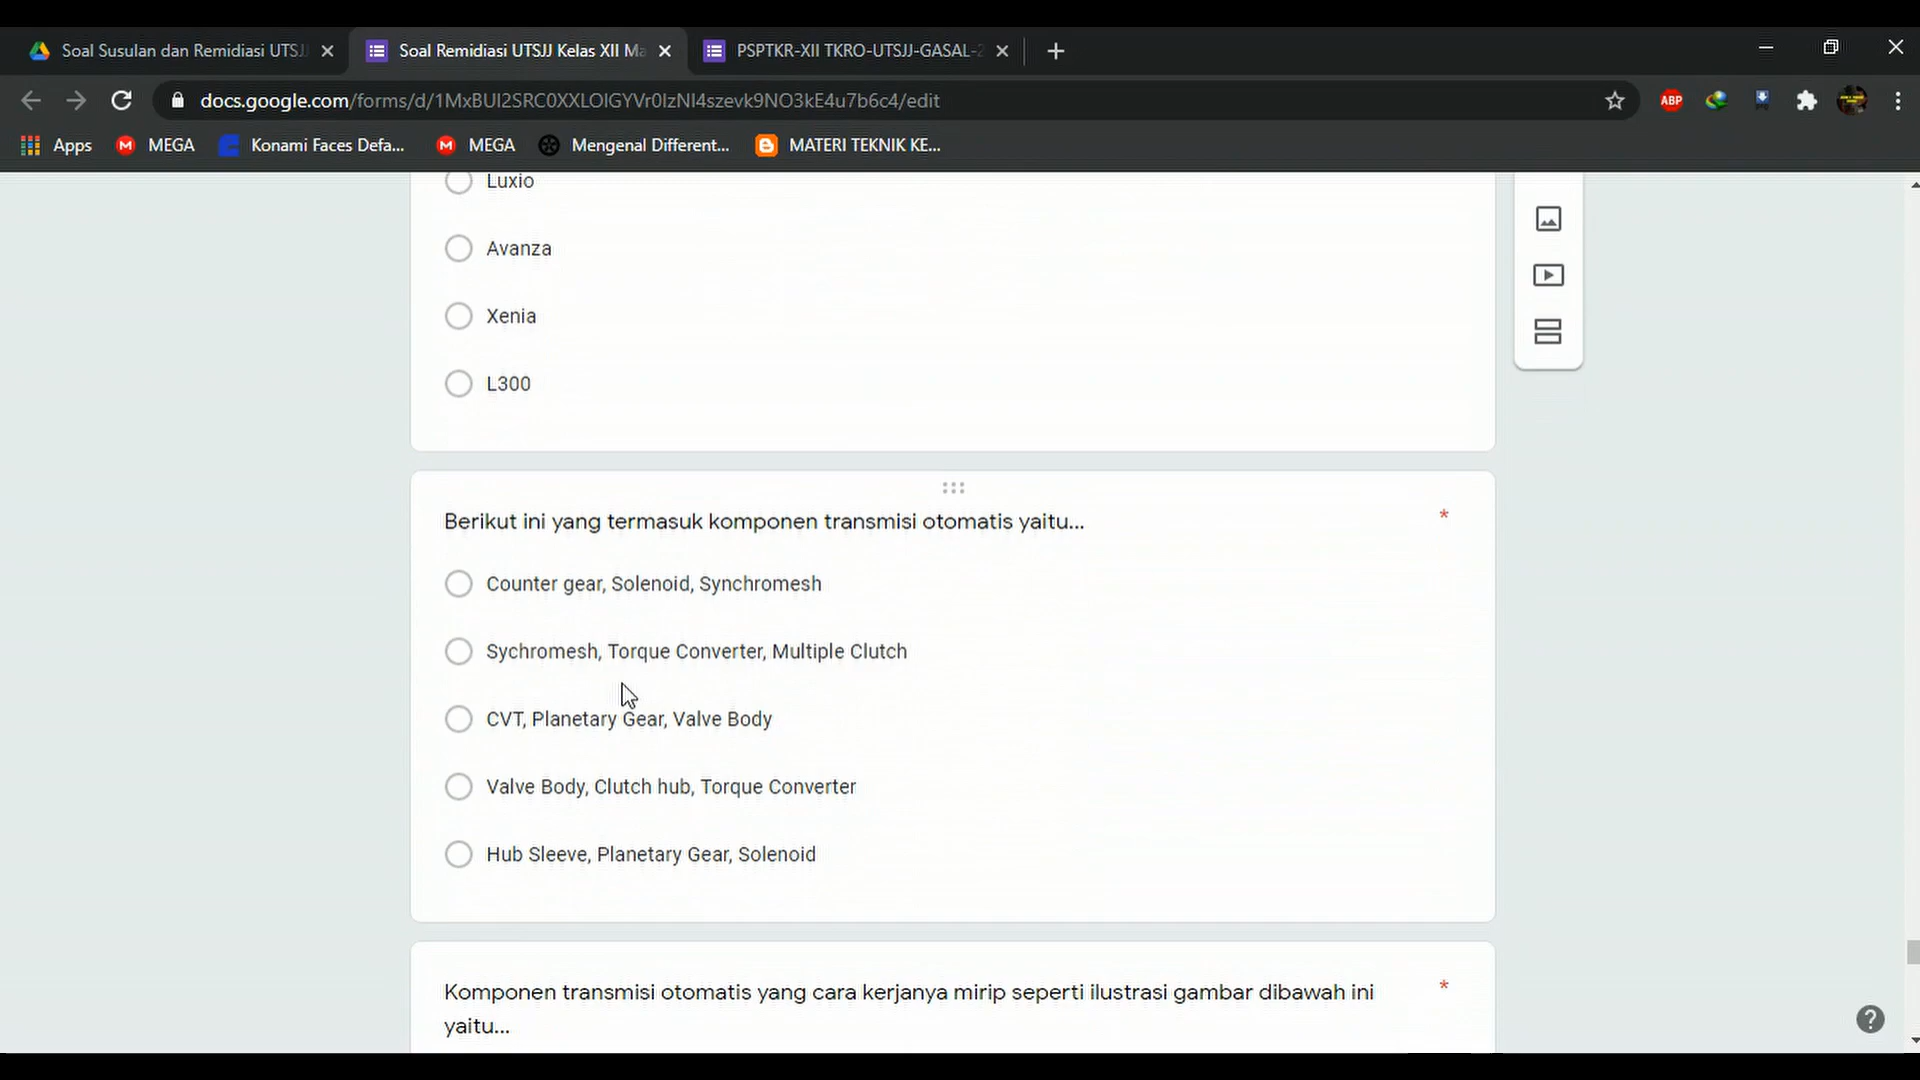 Soal Susulan dan Remidiasi UTSJJ
Soal Remidiasi UTSJJ Kelas XII Ma
PSPTKR-XII TKRO-UTSJJ-GASAL-2
docs.google.com/forms/d/1MxBUI2SRC0XXLOlGYVr0IzNI4szevk9NO3kE4u7b6c4/edit
ABP
Apps
MEGA
Konami Faces Defa...
MEGA
Mengenal Different...
MATERI TEKNIK KE...
Luxio
Avanza
Xenia
L300
Berikut ini yang termasuk komponen transmisi otomatis yaitu... *
Counter gear, Solenoid, Synchromesh
Sychromesh, Torque Converter, Multiple Clutch
CVT, Planetary Gear, Valve Body
Valve Body, Clutch hub, Torque Converter
Hub Sleeve, Planetary Gear, Solenoid
Komponen transmisi otomatis yang cara kerjanya mirip seperti ilustrasi gambar dibawah ini *
yaitu...